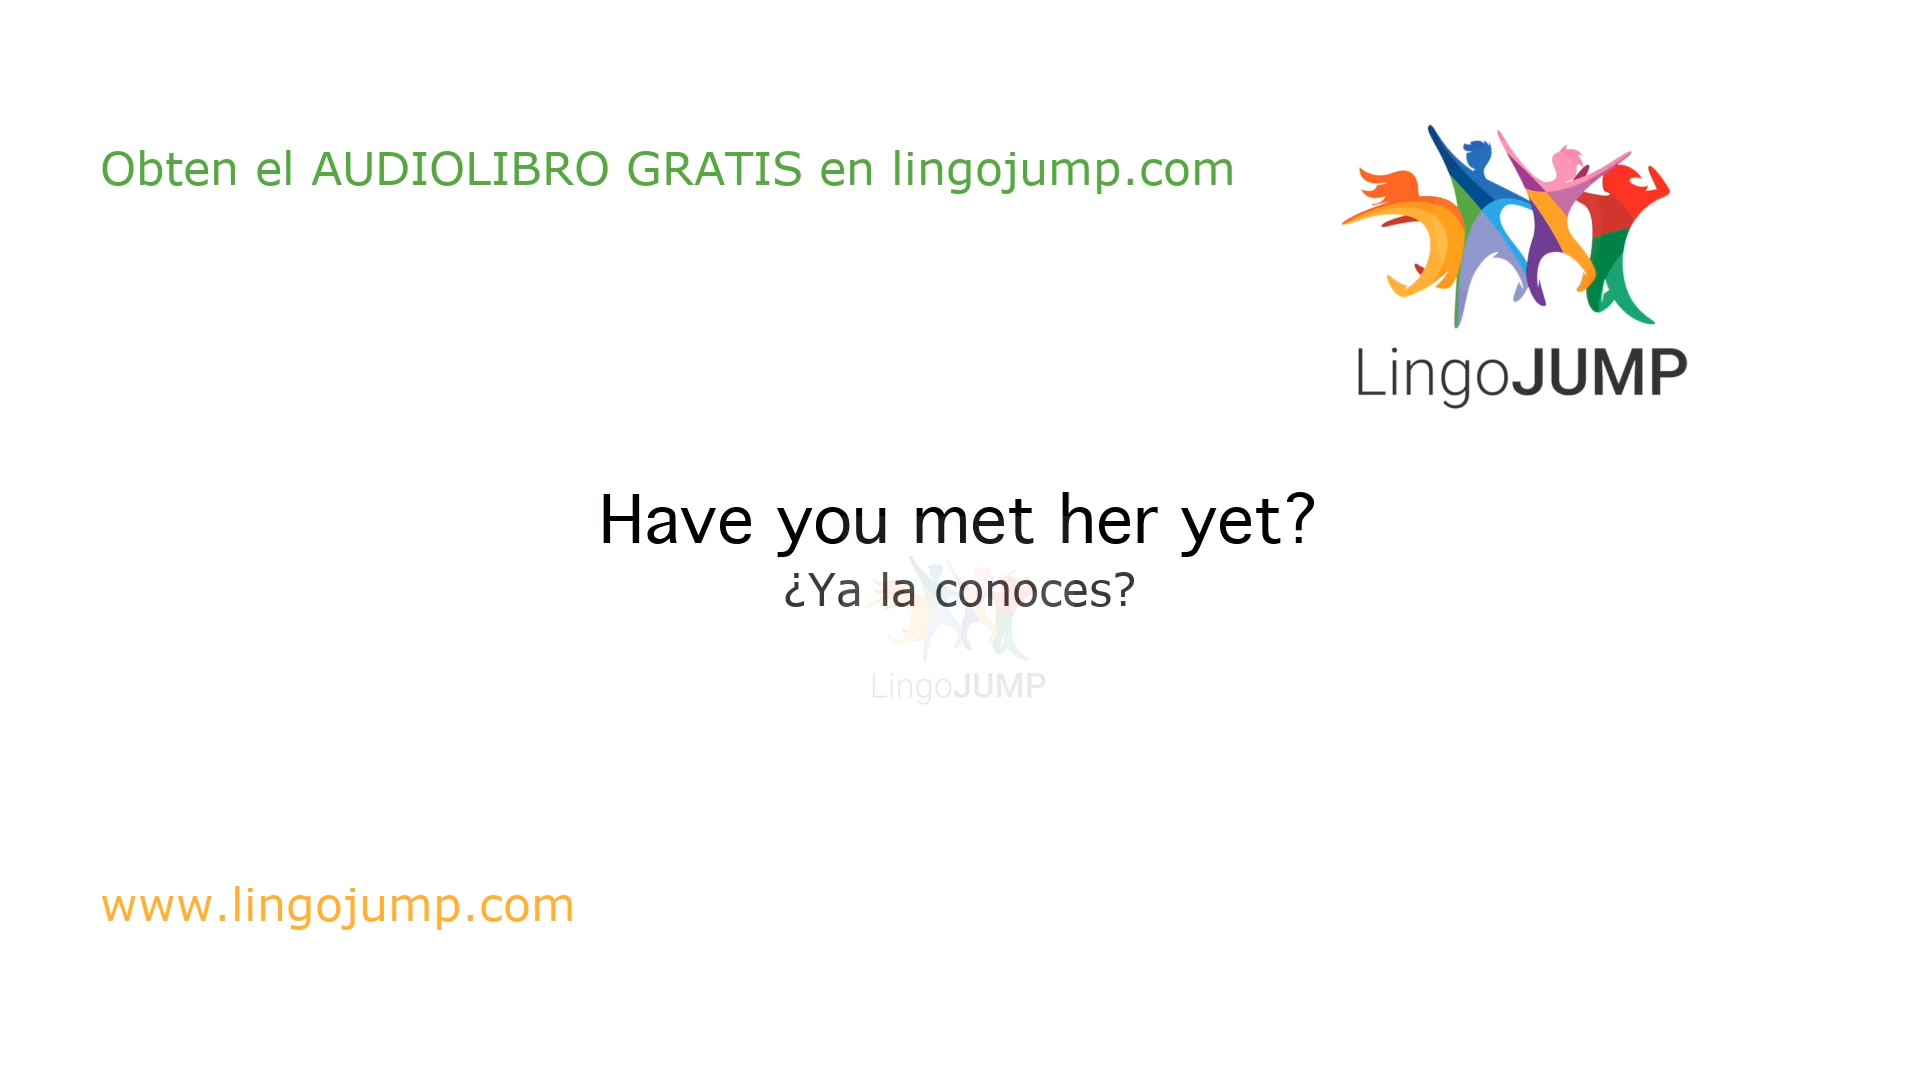 Obten el AUDIOLIBRO GRATIS en lingojump.com
LingoJUMP
Have you met her yet?
¿Ya la conoces?
LingoJUMP
www.lingojump.com